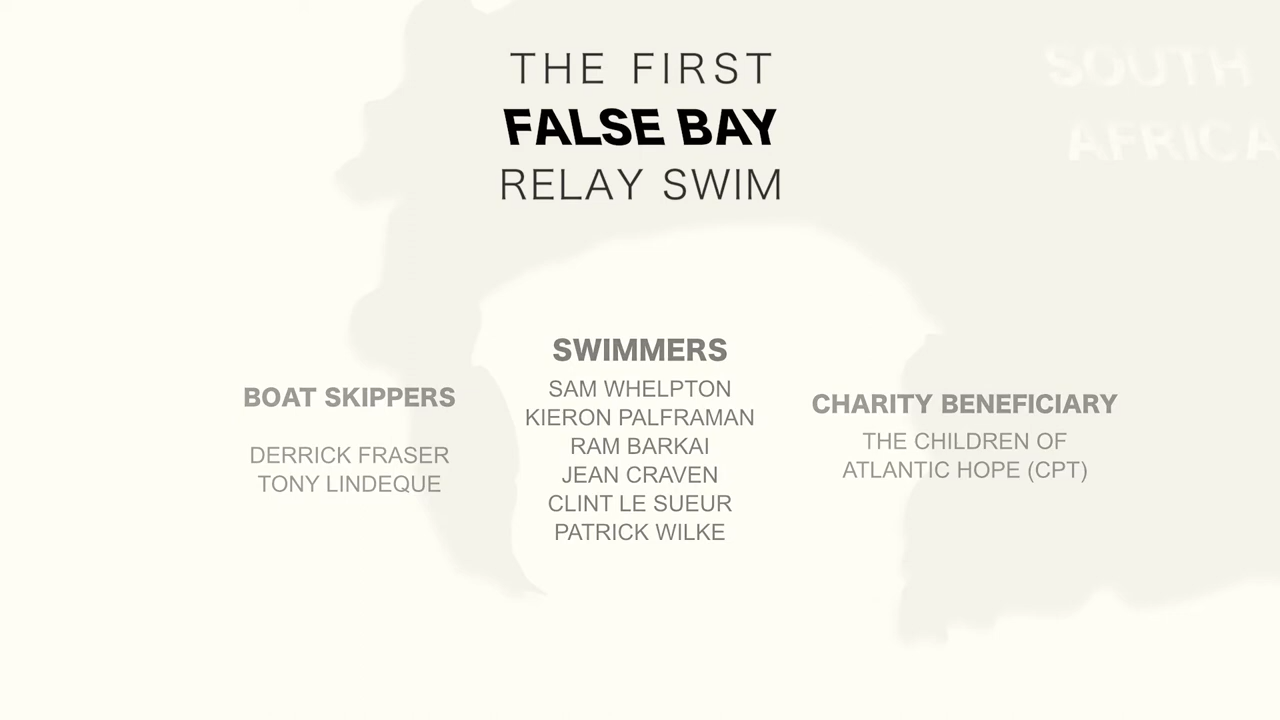 THE FIRST
FALSE BAY
RELAY SWIM
SOUTH
AFRICA
BOAT SKIPPERS
DERRICK FRASER
TONY LINDEQUE
SWIMMERS
SAM WHELPTON
KIERON PALFRAMAN
RAM BARKAI
JEAN CRAVEN
CLINT LE SUEUR
PATRICK WILKE
CHARITY BENEFICIARY
THE CHILDREN OF
ATLANTIC HOPE (CPT)